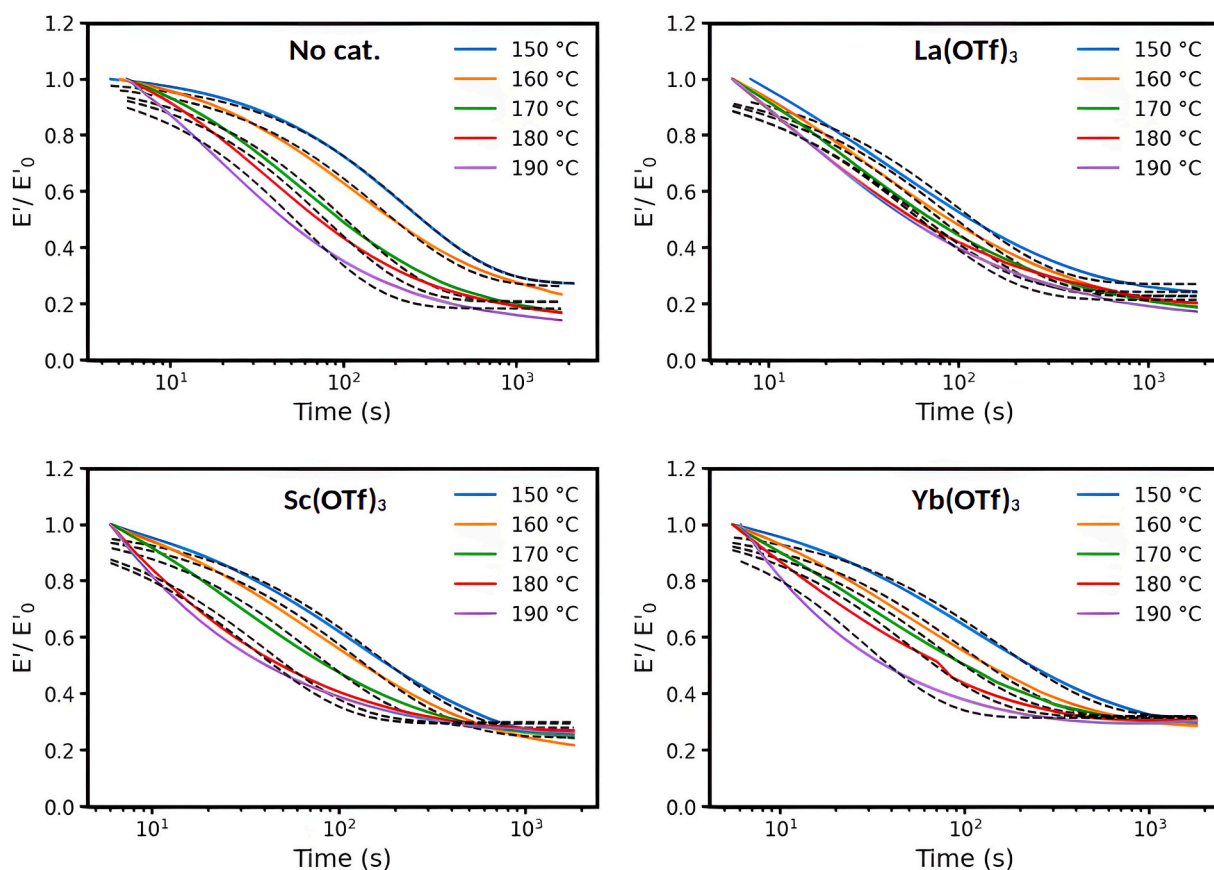 No cat.
150 °C
160 °C
170 °C
180 °C
190 °C
1.2
1.0
0.8
0.6
0.4
0.2
0.0
E'/ E'₀
10¹
10²
10³
Time (s)
La(OTf)₃
150 °C
160 °C
170 °C
180 °C
190 °C
1.2
1.0
0.8
0.6
0.4
0.2
0.0
E'/ E'₀
10¹
10²
10³
Time (s)
Sc(OTf)₃
150 °C
160 °C
170 °C
180 °C
190 °C
1.2
1.0
0.8
0.6
0.4
0.2
0.0
E'/ E'₀
10¹
10²
10³
Time (s)
Yb(OTf)₃
150 °C
160 °C
170 °C
180 °C
190 °C
1.2
1.0
0.8
0.6
0.4
0.2
0.0
E'/ E'₀
10¹
10²
10³
Time (s)